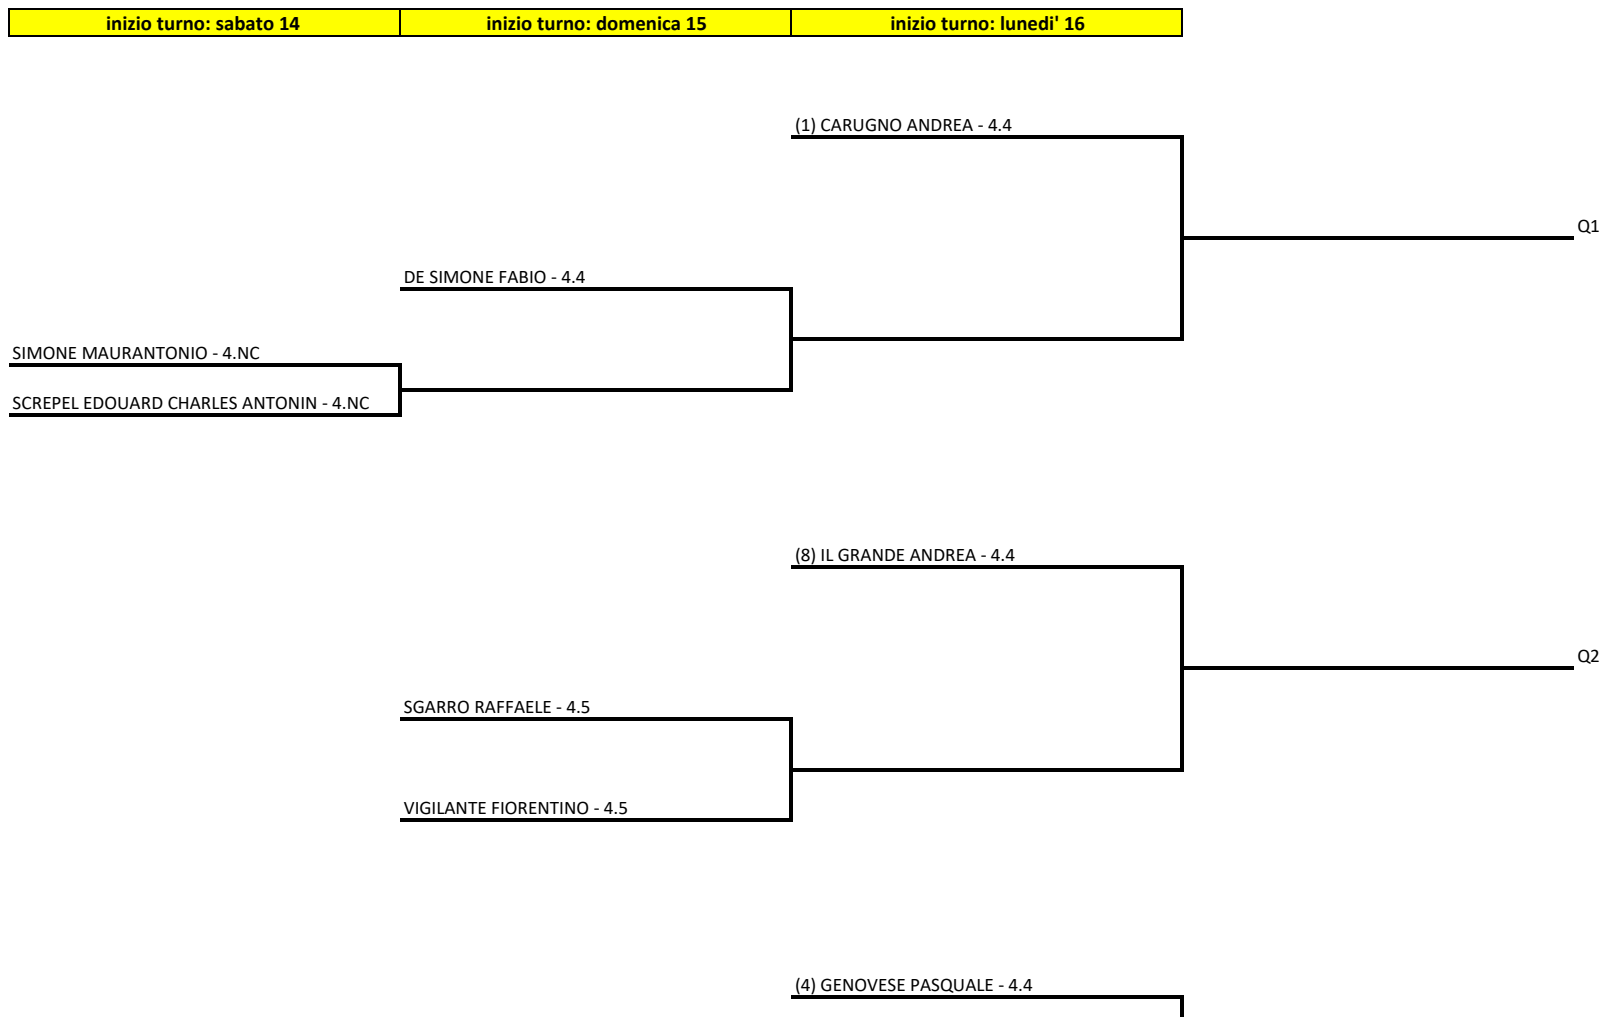 inizio turno: sabato 14 inizio turno: domenica 15 inizio turno: lunedi' 16
(1) CARUGNO ANDREA - 4.4
Q1
DE SIMONE FABIO - 4.4
SIMONE MAURANTONIO - 4.NC
SCREPEL EDOUARD CHARLES ANTONIN - 4.NC
(8) IL GRANDE ANDREA - 4.4
Q2
SGARRO RAFFAELE - 4.5
VIGILANTE FIORENTINO - 4.5
(4) GENOVESE PASQUALE - 4.4